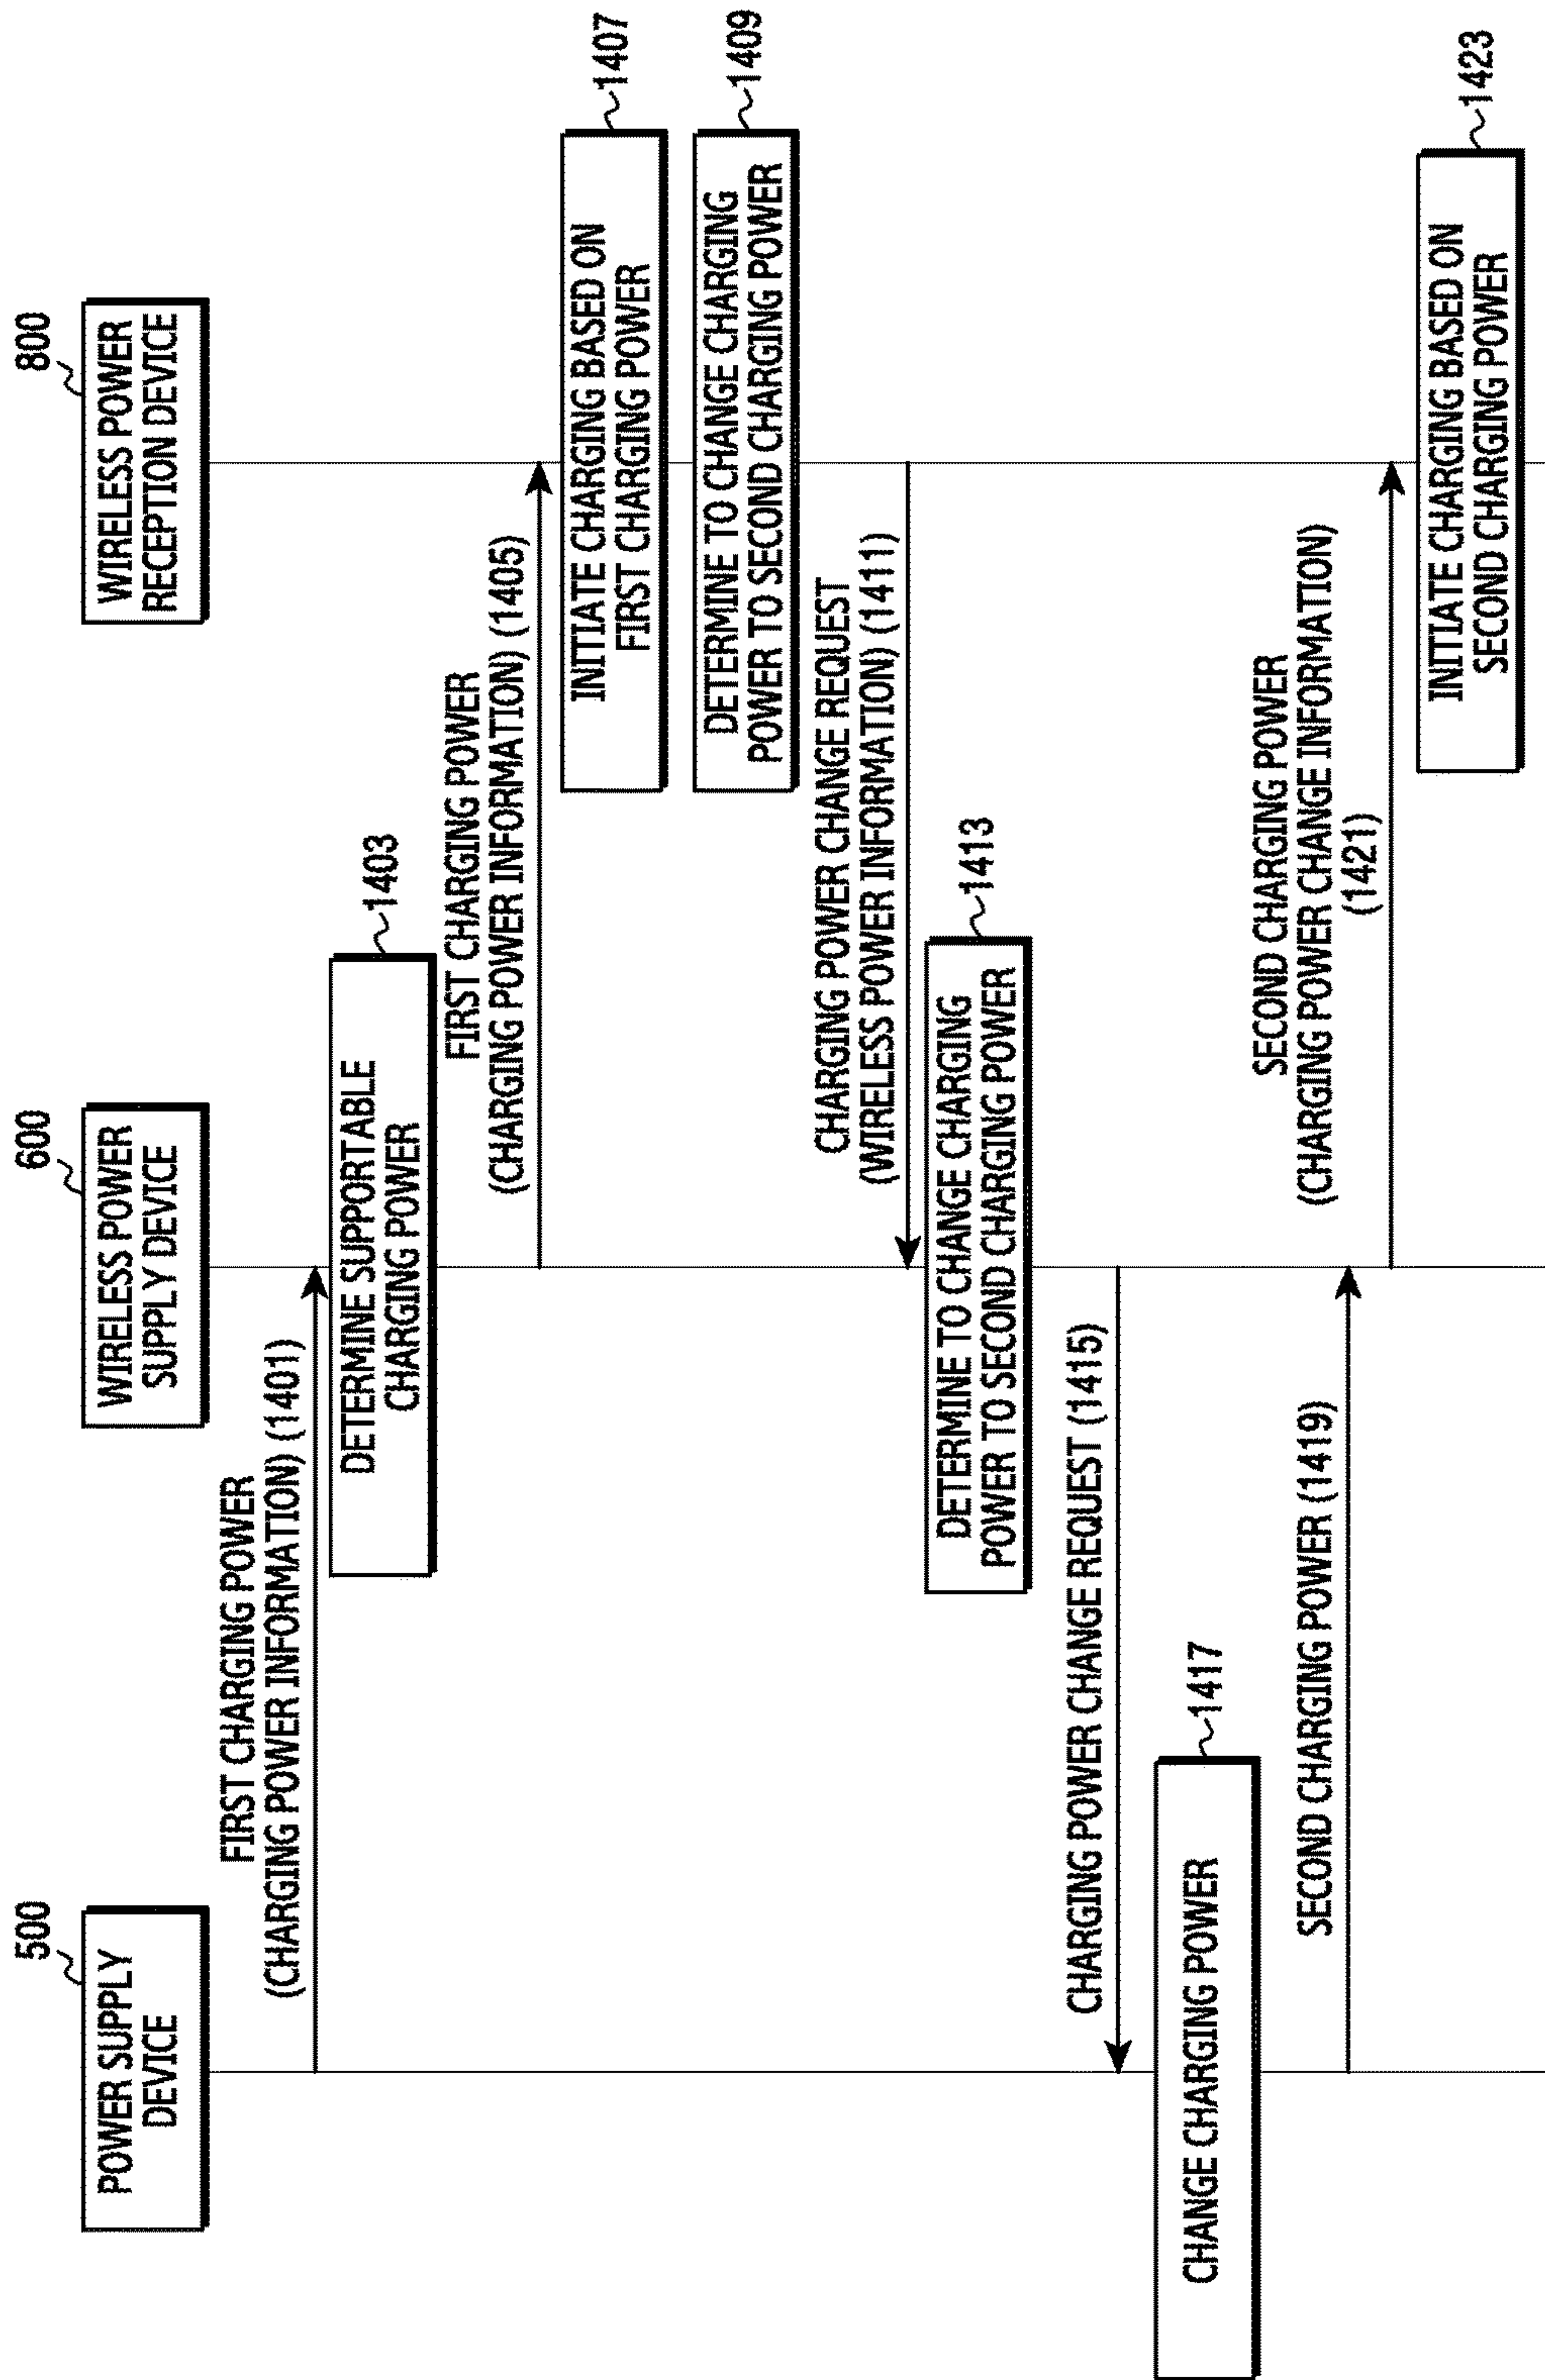 500
POWER SUPPLY
DEVICE
600
WIRELESS POWER
SUPPLY DEVICE
800
WIRELESS POWER
RECEPTION DEVICE
FIRST CHARGING POWER
(CHARGING POWER INFORMATION) (1401)
DETERMINE SUPPORTABLE
CHARGING POWER
1403
FIRST CHARGING POWER
(CHARGING POWER INFORMATION) (1405)
INITIATE CHARGING BASED ON
FIRST CHARGING POWER
1407
DETERMINE TO CHANGE CHARGING
POWER TO SECOND CHARGING POWER
1409
CHARGING POWER CHANGE REQUEST
(WIRELESS POWER INFORMATION) (1411)
DETERMINE TO CHANGE CHARGING
POWER TO SECOND CHARGING POWER
1413
CHARGING POWER CHANGE REQUEST (1415)
CHANGE CHARGING POWER
1417
SECOND CHARGING POWER (1419)
SECOND CHARGING POWER
(CHARGING POWER CHANGE INFORMATION)
(1421)
INITIATE CHARGING BASED ON
SECOND CHARGING POWER
1423